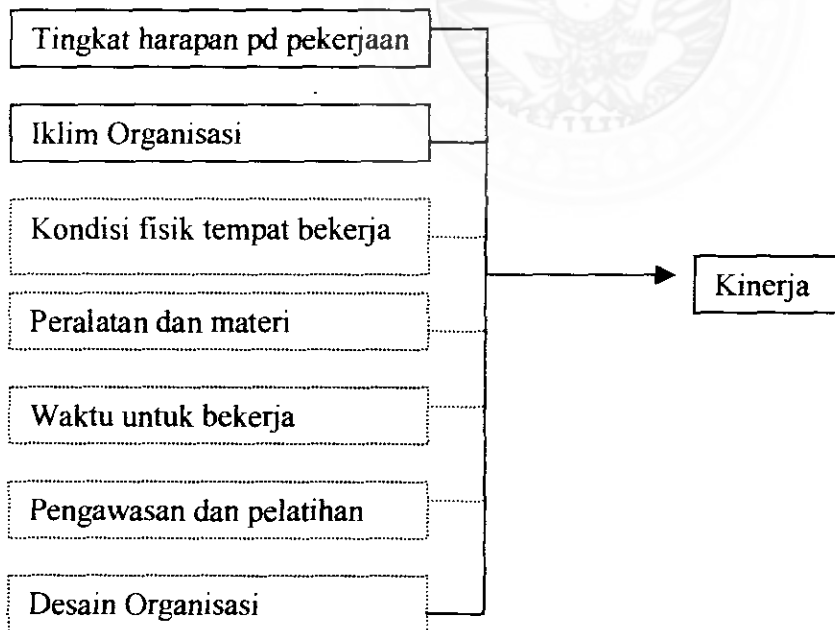 Tingkat harapan pd pekerjaan
Iklim Organisasi
Kondisi fisik tempat bekerja
Peralatan dan materi
Waktu untuk bekerja
Pengawasan dan pelatihan
Desain Organisasi
Kinerja